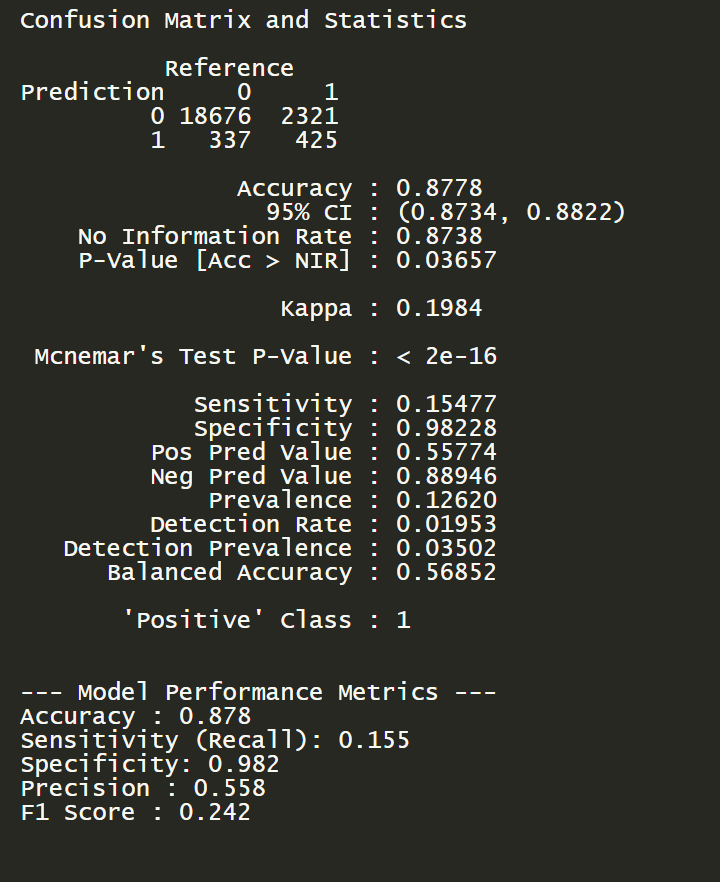 Confusion Matrix and Statistics
Reference
Prediction 0 1
0 18676 2321
1 337 425
Accuracy : 0.8778
95% CI : (0.8734, 0.8822)
No Information Rate : 0.8738
P-Value [Acc > NIR] : 0.03657
Kappa : 0.1984
Mcnemar's Test P-Value : < 2e-16
Sensitivity : 0.15477
Specificity : 0.98228
Pos Pred Value : 0.55774
Neg Pred Value : 0.88946
Prevalence : 0.12620
Detection Rate : 0.01953
Detection Prevalence : 0.03502
Balanced Accuracy : 0.56852
'Positive' Class : 1
--- Model Performance Metrics ---
Accuracy : 0.878
Sensitivity (Recall): 0.155
Specificity: 0.982
Precision : 0.558
F1 Score : 0.242